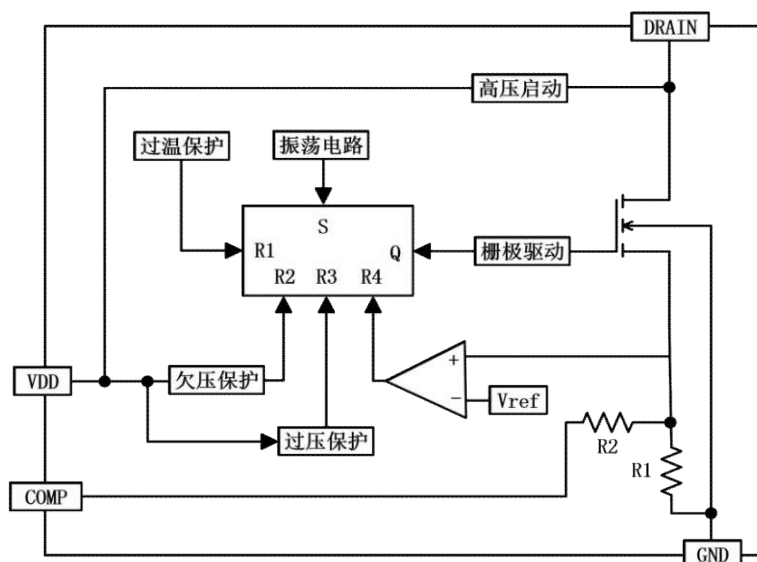 DRAIN
高压启动
过温保护
振荡电路
S
R1
Q
栅极驱动
R2
R3
R4
+
VDD
欠压保护
−
Vref
过压保护
R2
R1
COMP
GND